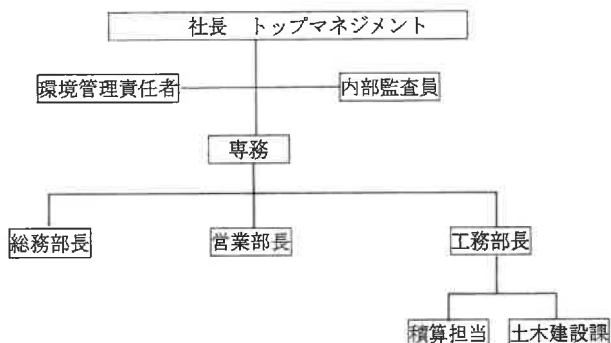 社長 トップマネジメント
環境管理責任者
内部監査員
専務
総務部長
営業部長
工務部長
積算担当
土木建設課